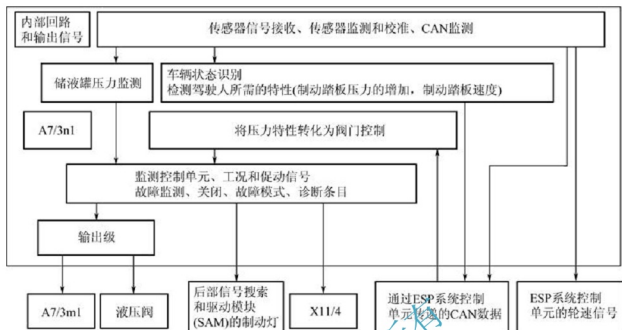 内部回路
和输出信号
传感器信号接收、传感器监测和校准、CAN监测
储液罐压力监测
车辆状态识别
检测驾驶人所需的特性(制动踏板压力的增加，制动踏板速度)
A7/3n1
将压力特性转化为阀门控制
监测控制单元、工况和促动信号
故障监测、关闭、故障模式、诊断条目
输出级
A7/3m1
液压阀
后部信号搜索
和驱动模块
(SAM)的制动灯
X11/4
通过ESP系统控制
单元传递的CAN数据
ESP系统控制
单元的轮速信号